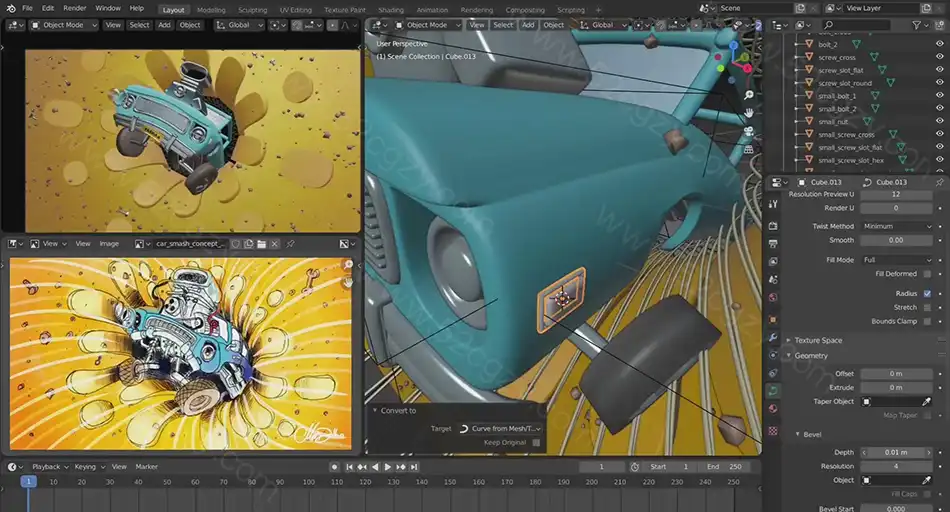 File Edit Render Window Help Layout Modeling Sculpting UV Editing Texture Paint Shading Animation Rendering Compositing Scripting + Scene View Layer
Object Mode View Select Add Object Global
Object Mode View Select Add Object Global
User Perspective
(1) Scene Collection | Cube.013
bolt_2
screw_cross
screw_slot_flat
screw_slot_round
small_bolt_1
small_bolt_2
small_nut
small_screw_cross
small_screw_slot_flat
small_screw_slot_hex
Cube.013 Cube.013
Resolution Preview U 12
Render U 0
Twist Method Minimum
Smooth 0.00
Fill Mode Full
Fill Deformed
Radius
Stretch
Bounds Clamp
Texture Space
Geometry
Offset 0 m
Extrude 0 m
Taper Object
Map Taper
Bevel
Depth 0.01 m
Resolution 4
Object
Fill Caps
Bevel Start 0.000
View View Image car_smash_concept_...
Convert to
Target Curve from Mesh/T...
Keep Original
Playback Keying View Marker 1 Start 1 End 250
1 10 20 30 40 50 60 70 80 90 100 110 120 130 140 150 160 170 180 190 200 210 220 230 240 250